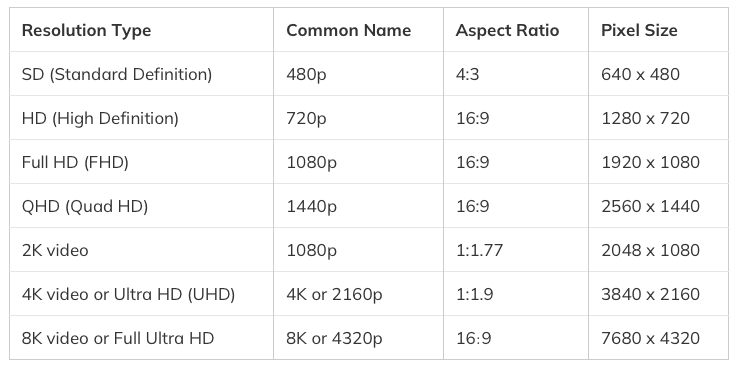 Resolution Type Common Name Aspect Ratio Pixel Size
SD (Standard Definition) 480p 4:3 640 x 480
HD (High Definition) 720p 16:9 1280 x 720
Full HD (FHD) 1080p 16:9 1920 x 1080
QHD (Quad HD) 1440p 16:9 2560 x 1440
2K video 1080p 1:1.77 2048 x 1080
4K video or Ultra HD (UHD) 4K or 2160p 1:1.9 3840 x 2160
8K video or Full Ultra HD 8K or 4320p 16:9 7680 x 4320